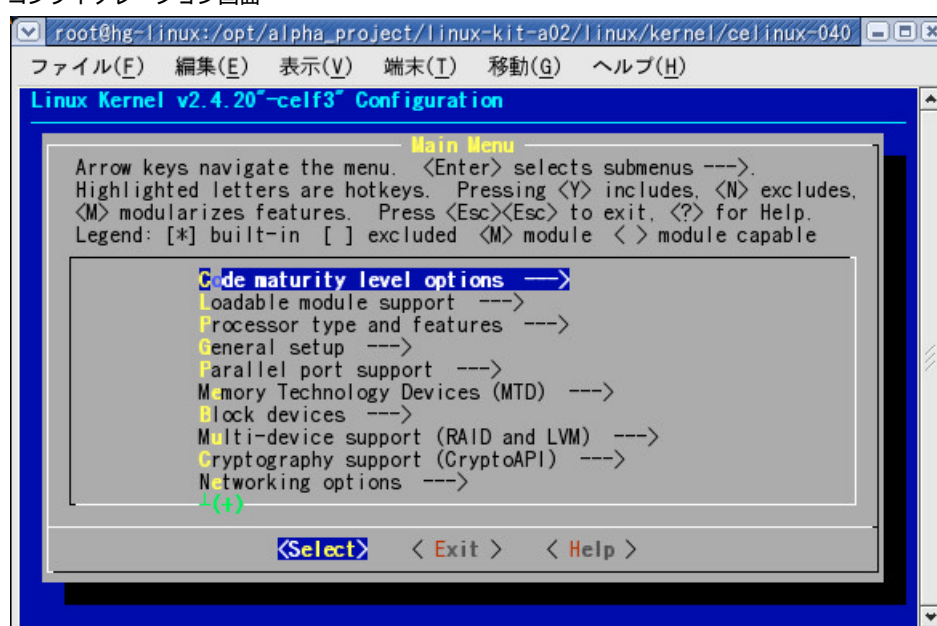 コンフィグレーション画面
root@hg-linux:/opt/alpha_project/linux-kit-a02/linux/kernel/celinux-040
ファイル(F) 編集(E) 表示(V) 端末(T) 移動(G) ヘルプ(H)
Linux Kernel v2.4.20"-celf3" Configuration
Main Menu
Arrow keys navigate the menu. <Enter> selects submenus --->.
Highlighted letters are hotkeys. Pressing <Y> includes, <N> excludes,
<M> modularizes features. Press <Esc><Esc> to exit, <?> for Help.
Legend: [*] built-in [ ] excluded <M> module < > module capable
Code maturity level options --->
Loadable module support --->
Processor type and features --->
General setup --->
Parallel port support --->
Memory Technology Devices (MTD) --->
Block devices --->
Multi-device support (RAID and LVM) --->
Cryptography support (CryptoAPI) --->
Networking options --->
┴(+)
<Select> < Exit > < Help >